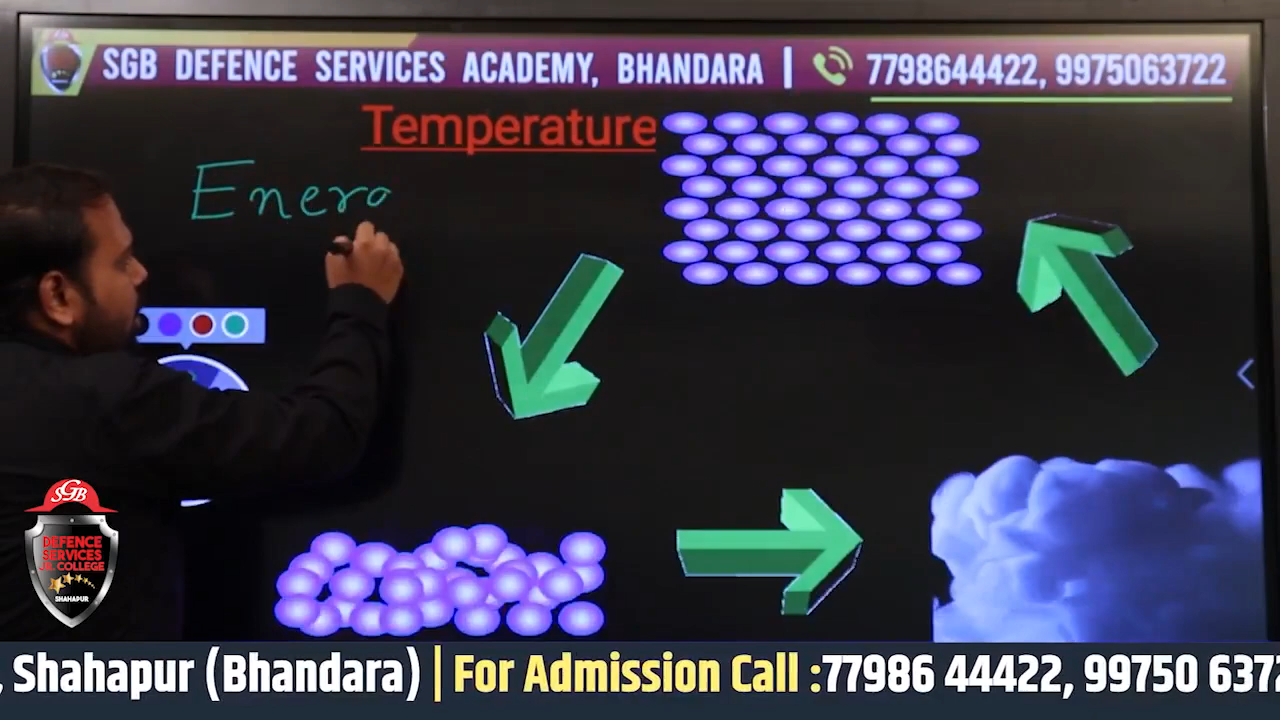 SGB DEFENCE SERVICES ACADEMY, BHANDARA | 7798644422, 9975063722
Temperature
Energ
SGB
DEFENCE
SERVICES
JR. COLLEGE
SHAHAPUR
, Shahapur (Bhandara) | For Admission Call :77986 44422, 99750 6372